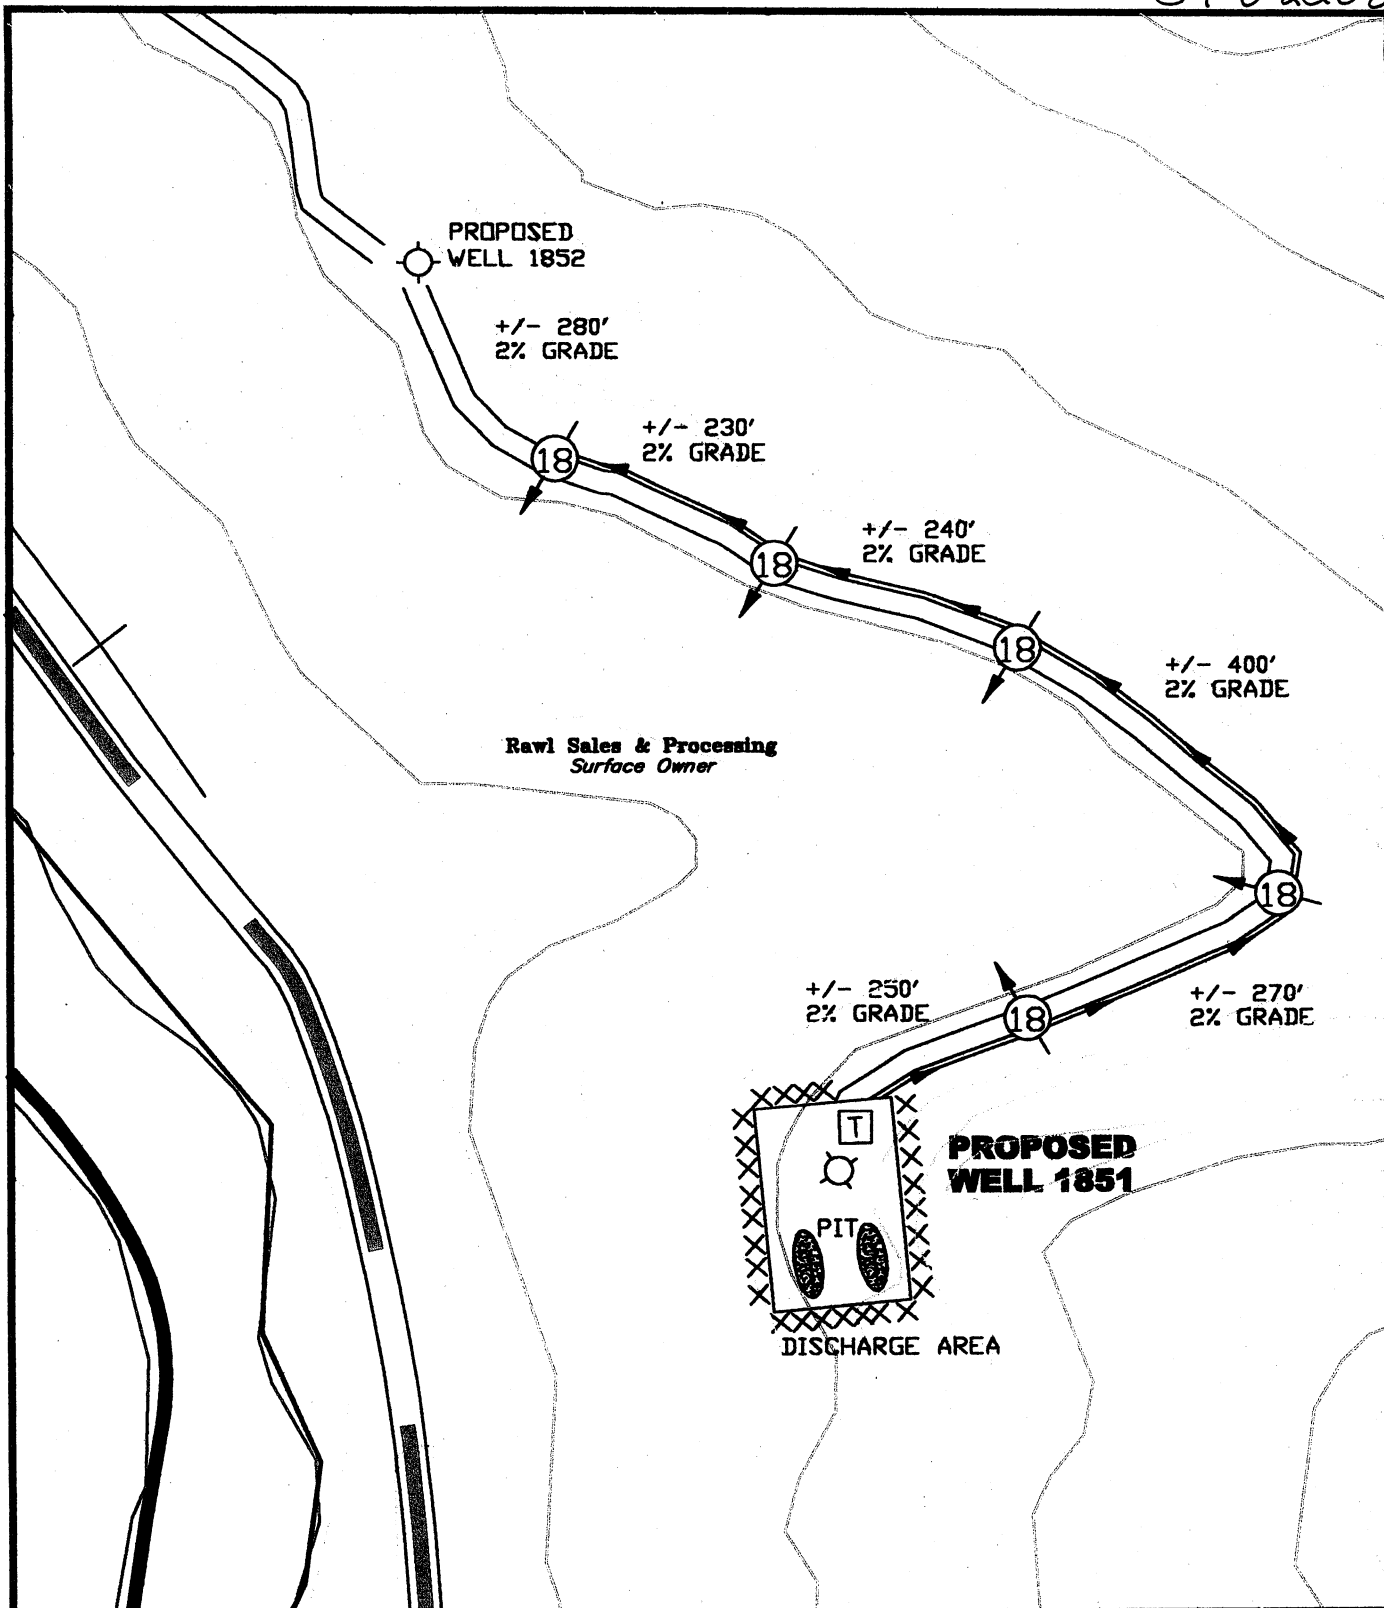 PROPOSED
WELL 1852
+/- 280'
2% GRADE
+/- 230'
2% GRADE
18
+/- 240'
2% GRADE
18
18
+/- 400'
2% GRADE
Rawl Sales & Processing
Surface Owner
18
+/- 250'
2% GRADE
+/- 270'
2% GRADE
18
T
PROPOSED
WELL 1851
PIT
DISCHARGE AREA